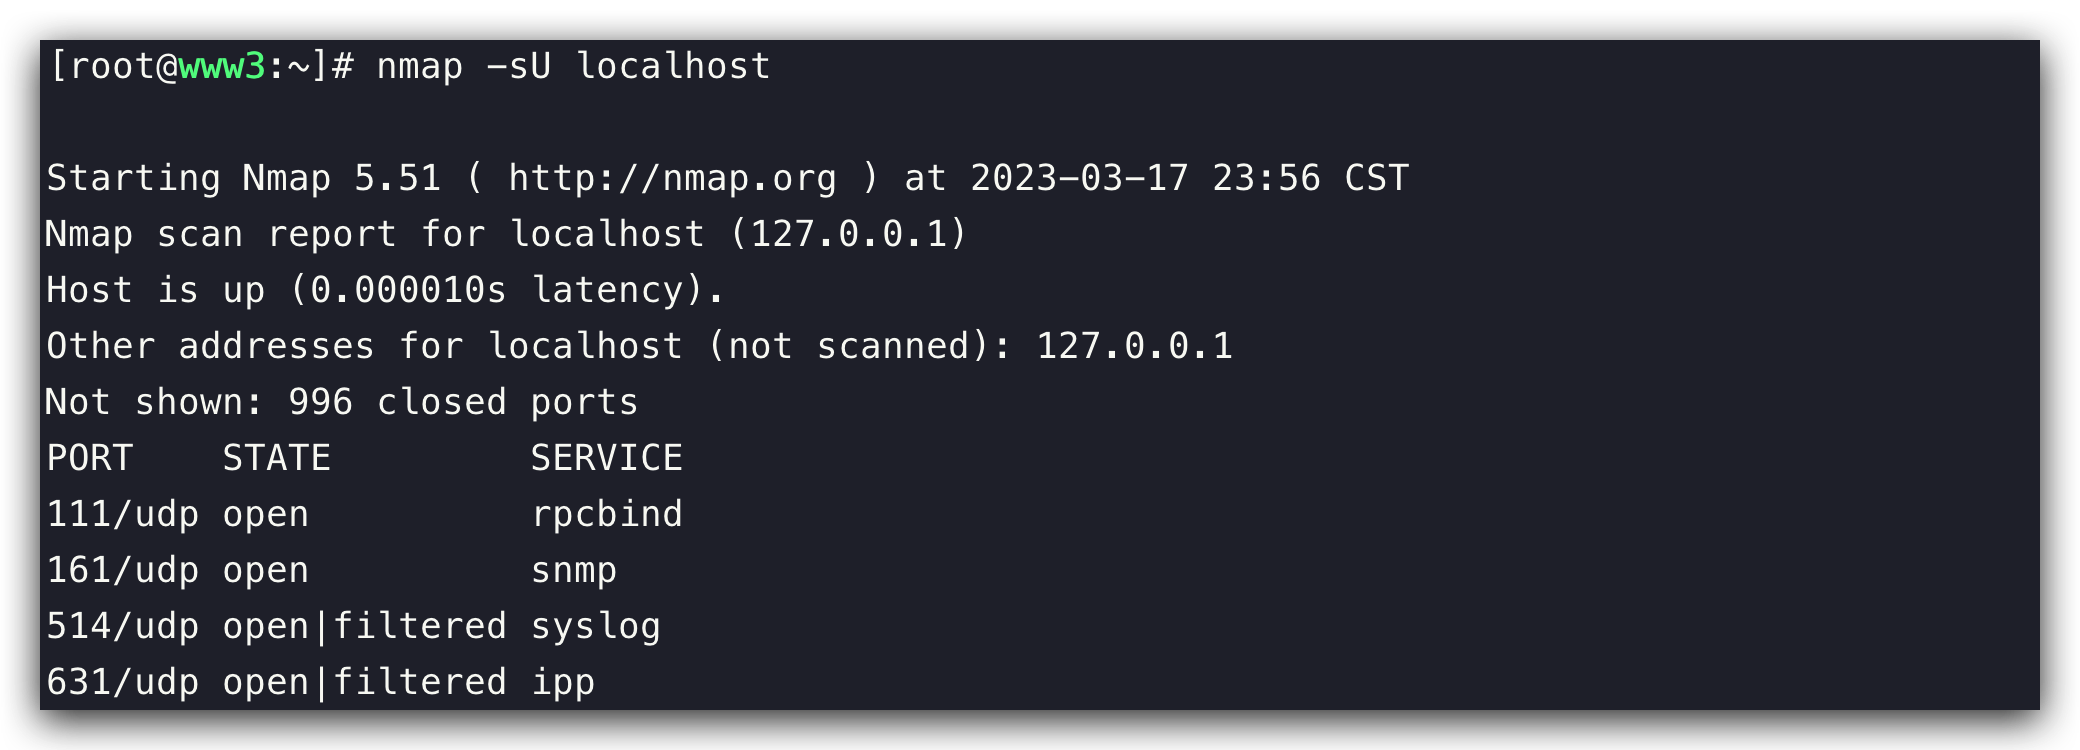 [root@www3:~]# nmap -sU localhost
Starting Nmap 5.51 ( http://nmap.org ) at 2023-03-17 23:56 CST
Nmap scan report for localhost (127.0.0.1)
Host is up (0.000010s latency).
Other addresses for localhost (not scanned): 127.0.0.1
Not shown: 996 closed ports
PORT    STATE         SERVICE
111/udp open          rpcbind
161/udp open          snmp
514/udp open|filtered syslog
631/udp open|filtered ipp